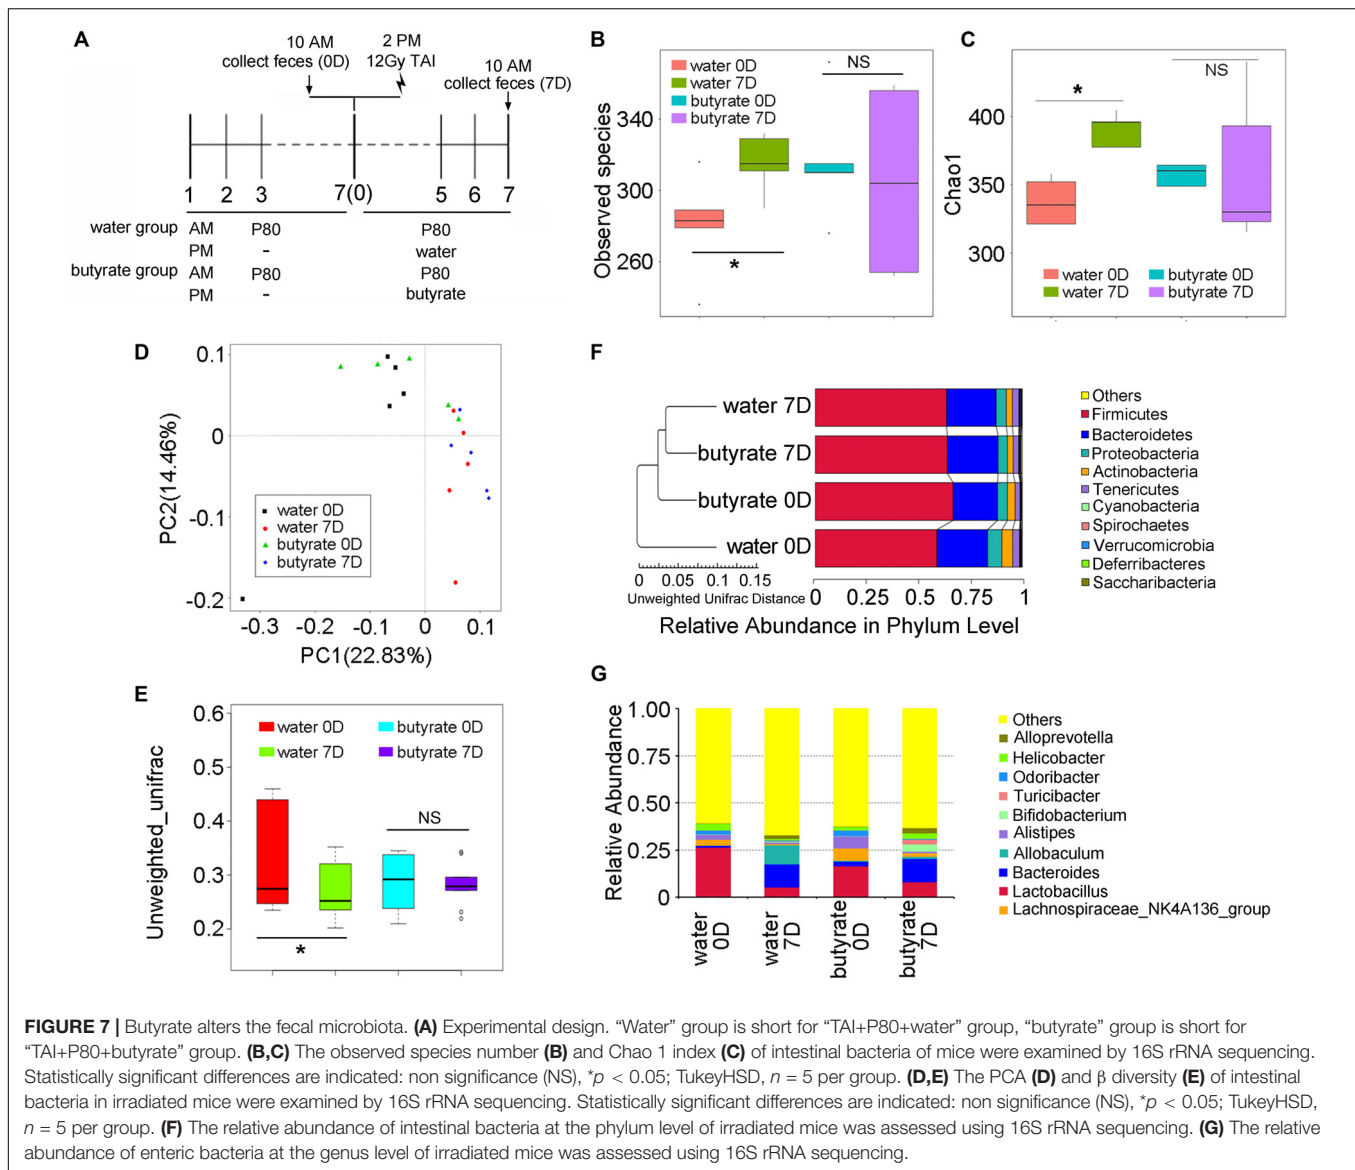 A
10 AM
collect feces (0D)
2 PM
12Gy TAI
10 AM
collect feces (7D)
1 2 3 7(0) 5 6 7
water group AM P80 P80
PM - water
butyrate group AM P80 P80
PM - butyrate
B
Observed species
340
300
260
water 0D
water 7D
butyrate 0D
butyrate 7D
NS
*
C
Chao1
400
350
300
*
NS
water 0D
water 7D
butyrate 0D
butyrate 7D
D
PC2(14.46%)
0.1
0
-0.1
-0.2
water 0D
water 7D
butyrate 0D
butyrate 7D
-0.3 -0.2 -0.1 0 0.1
PC1(22.83%)
F
water 7D
butyrate 7D
butyrate 0D
water 0D
0 0.05 0.1 0.15
Unweighted Unifrac Distance
0 0.25 0.5 0.75 1
Relative Abundance in Phylum Level
Others
Firmicutes
Bacteroidetes
Proteobacteria
Actinobacteria
Tenericutes
Cyanobacteria
Spirochaetes
Verrucomicrobia
Deferribacteres
Saccharibacteria
E
Unweighted_unifrac
0.6
0.5
0.4
0.3
0.2
water 0D
water 7D
butyrate 0D
butyrate 7D
NS
*
G
Relative Abundance
1.00
0.75
0.50
0.25
0
water 0D
water 7D
butyrate 0D
butyrate 7D
Others
Alloprevotella
Helicobacter
Odoribacter
Turicibacter
Bifidobacterium
Alistipes
Allobaculum
Bacteroides
Lactobacillus
Lachnospiraceae_NK4A136_group
FIGURE 7 | Butyrate alters the fecal microbiota. (A) Experimental design. “Water” group is short for “TAI+P80+water” group, “butyrate” group is short for
“TAI+P80+butyrate” group. (B,C) The observed species number (B) and Chao 1 index (C) of intestinal bacteria of mice were examined by 16S rRNA sequencing.
Statistically significant differences are indicated: non significance (NS), *p < 0.05; TukeyHSD, n = 5 per group. (D,E) The PCA (D) and β diversity (E) of intestinal
bacteria in irradiated mice were examined by 16S rRNA sequencing. Statistically significant differences are indicated: non significance (NS), *p < 0.05; TukeyHSD,
n = 5 per group. (F) The relative abundance of intestinal bacteria at the phylum level of irradiated mice was assessed using 16S rRNA sequencing. (G) The relative
abundance of enteric bacteria at the genus level of irradiated mice was assessed using 16S rRNA sequencing.